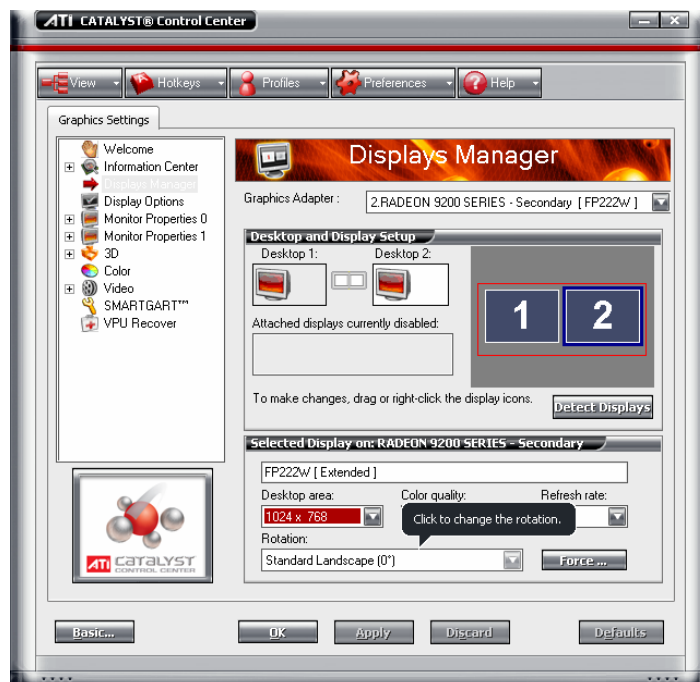 ATI CATALYST® Control Center
View
Hotkeys
Profiles
Preferences
Help
Graphics Settings
Welcome
Information Center
Displays Manager
Display Options
Monitor Properties 0
Monitor Properties 1
3D
Color
Video
SMARTGART™
VPU Recover
Displays Manager
Graphics Adapter :
2.RADEON 9200 SERIES - Secondary [ FP222W ]
Desktop and Display Setup
Desktop 1:
Desktop 2:
1 2
Attached displays currently disabled:
To make changes, drag or right-click the display icons.
Detect Displays
Selected Display on: RADEON 9200 SERIES - Secondary
FP222W [ Extended ]
Desktop area:
Color quality:
Refresh rate:
1024 x 768
Click to change the rotation.
Rotation:
Standard Landscape (0°)
Force ...
ATI CATALYST
CONTROL CENTER
Basic...
OK
Apply
Discard
Defaults